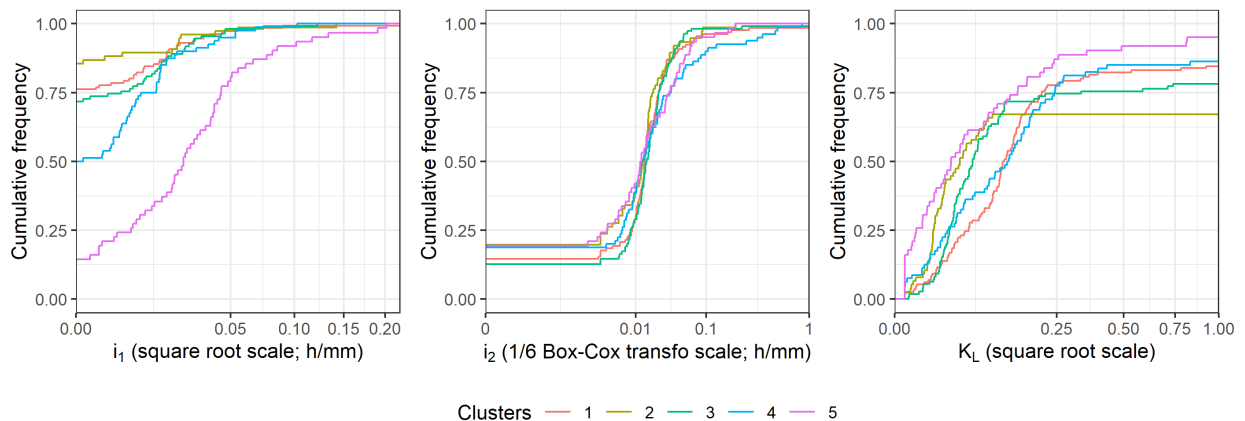 Cumulative frequency
1.00
0.75
0.50
0.25
0.00
0.00 0.05 0.10 0.15 0.20
i₁ (square root scale; h/mm)
Cumulative frequency
1.00
0.75
0.50
0.25
0.00
0 0.01 0.1 1
i₂ (1/6 Box-Cox transfo scale; h/mm)
Cumulative frequency
1.00
0.75
0.50
0.25
0.00
0.00 0.25 0.50 0.75 1.00
K_L (square root scale)
Clusters 1 2 3 4 5